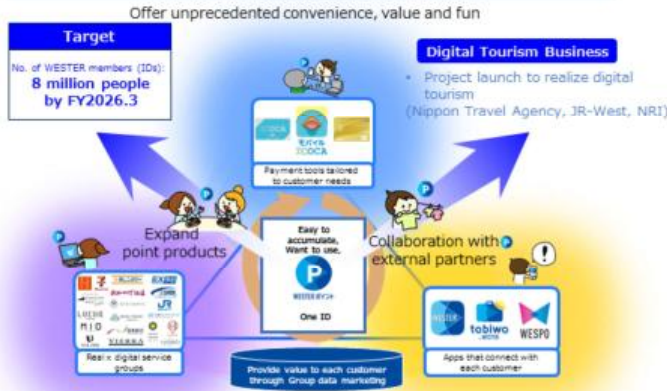 Offer unprecedented convenience, value and fun
Target
No. of WESTER members (IDs):
8 million people
by FY2026.3
Digital Tourism Business
• Project launch to realize digital
tourism
(Nippon Travel Agency, JR-West, NRI)
ICOCA
モバイル
ICOCA
Payment tools tailored
to customer needs
Expand
point products
Easy to
accumulate,
Want to use,
P
WESTERポイント
One ID
Collaboration with
external partners
LUCUA
MIO
VIERRA
Real x digital service
groups
WESTER
tobiwo
WESPO
Apps that connect with
each customer
Provide value to each customer
through Group data marketing